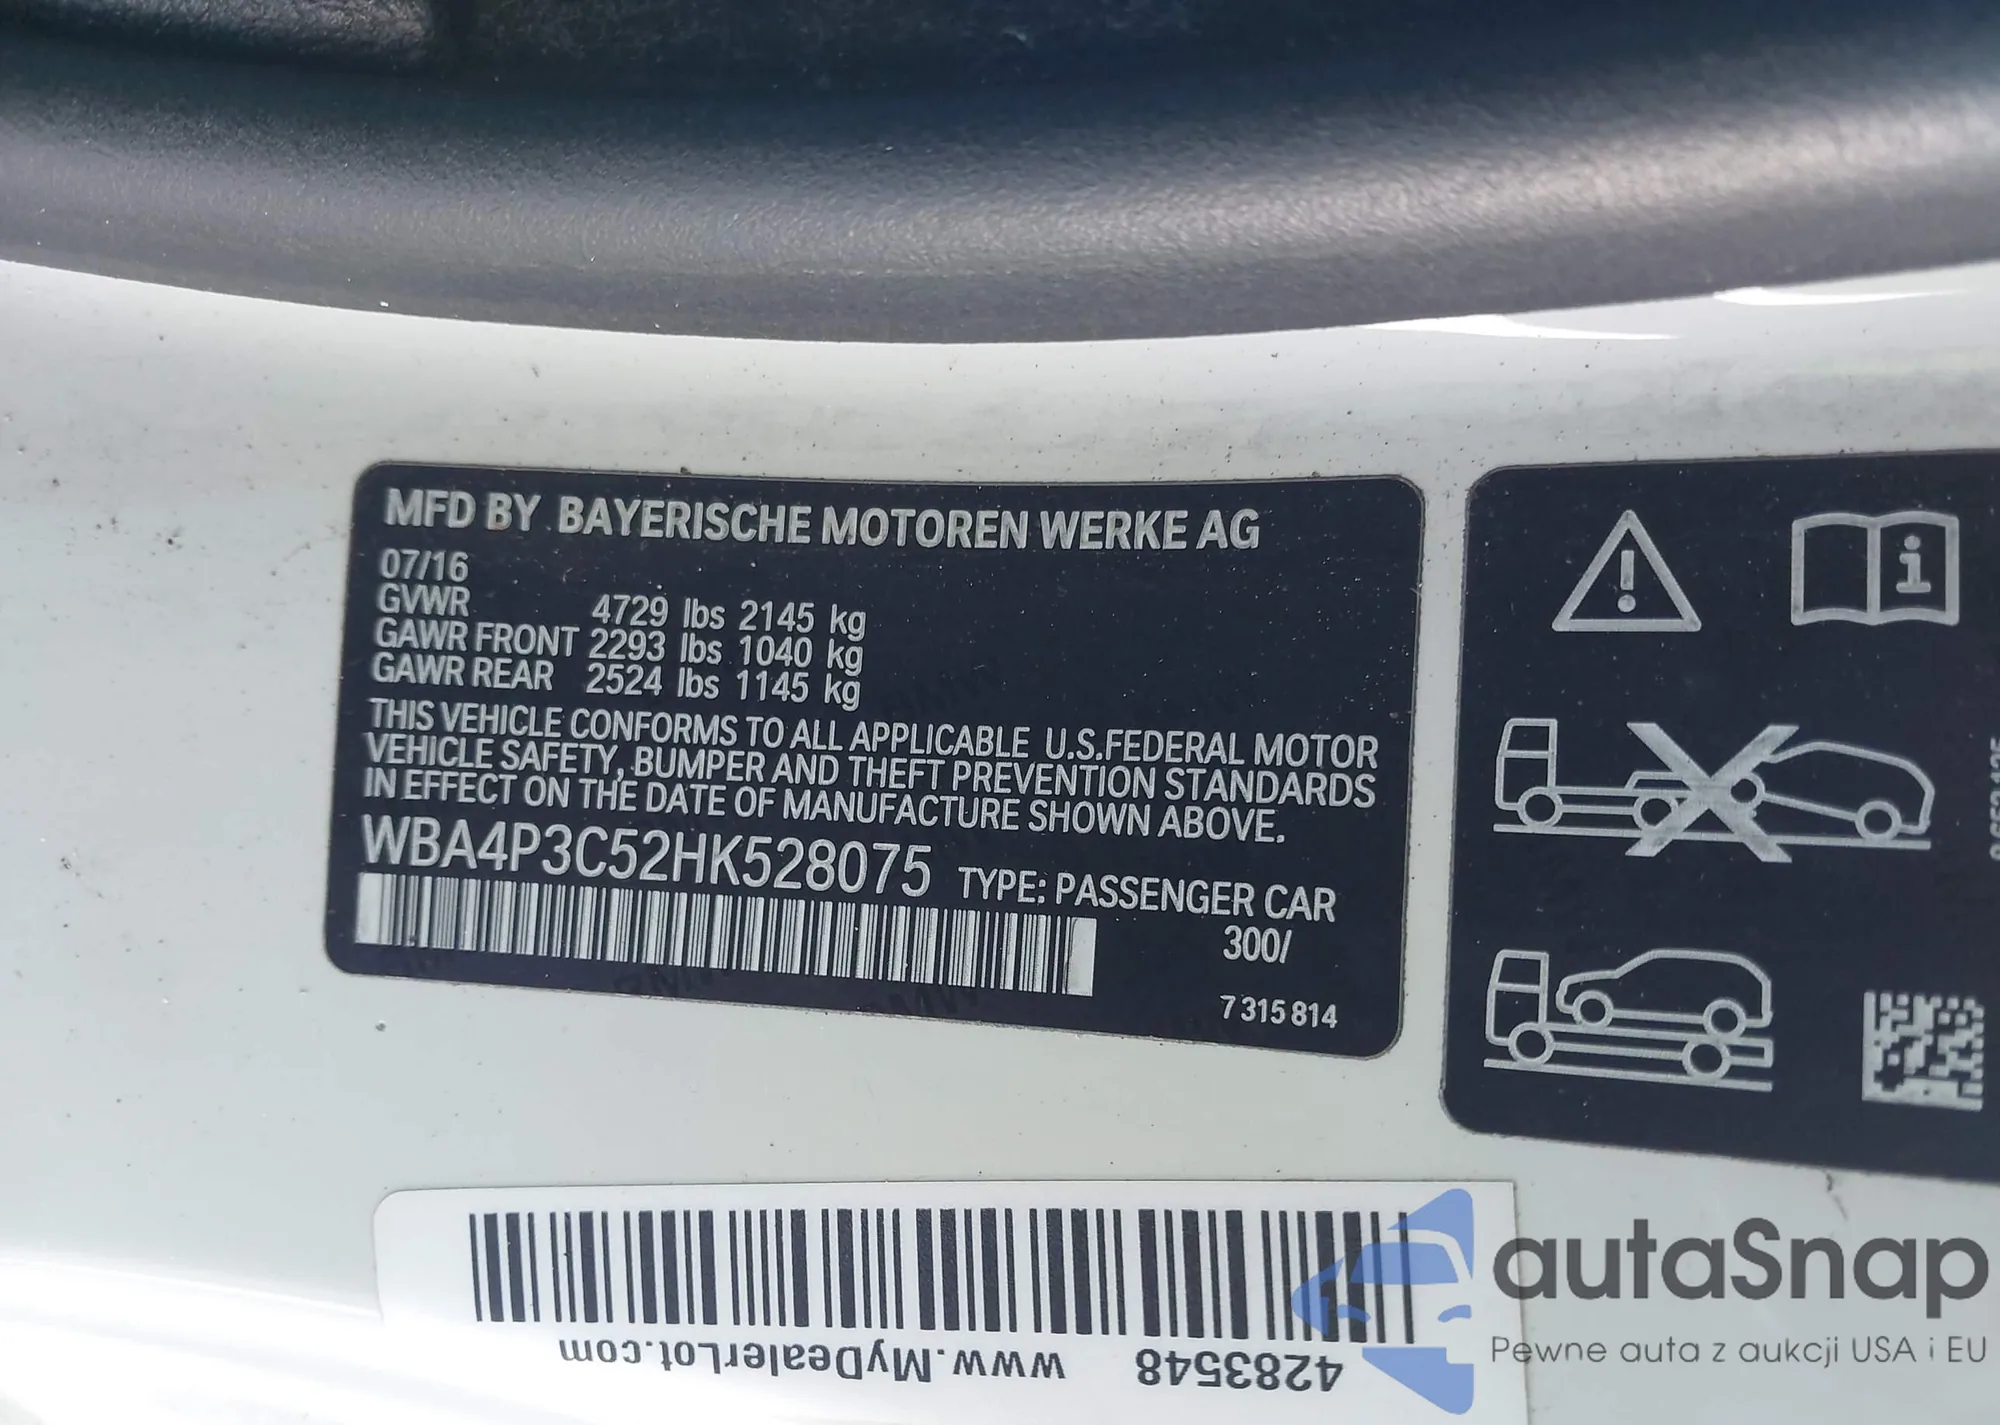 MFD BY BAYERISCHE MOTOREN WERKE AG
07/16
GVWR 4729 lbs 2145 kg
GAWR FRONT 2293 lbs 1040 kg
GAWR REAR 2524 lbs 1145 kg
THIS VEHICLE CONFORMS TO ALL APPLICABLE U.S.FEDERAL MOTOR
VEHICLE SAFETY, BUMPER AND THEFT PREVENTION STANDARDS
IN EFFECT ON THE DATE OF MANUFACTURE SHOWN ABOVE.
WBA4P3C52HK528075 TYPE: PASSENGER CAR
300/
7 315 814
4283548 www.MyDealerLot.com
autaSnap
Pewne auta z aukcji USA i EU